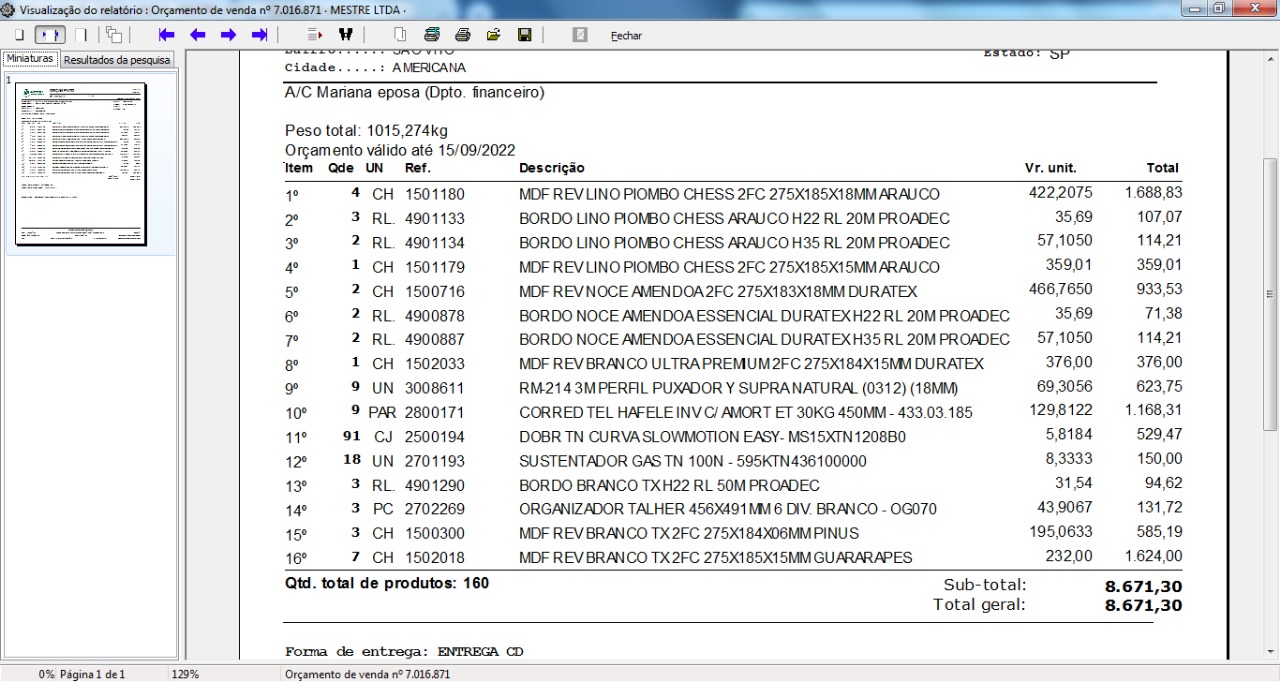 Visualização do relatório : Orçamento de venda nº 7.016.871 · MESTRE LTDA ·
Fechar
Miniaturas Resultados da pesquisa
1
Bairro.....: SÃO VITO Estado: SP
Cidade.....: AMERICANA
A/C Mariana eposa (Dpto. financeiro)
Peso total: 1015,274kg
Orçamento válido até 15/09/2022
Item Qde UN Ref. Descrição Vr. unit. Total
1º 4 CH 1501180 MDF REV LINO PIOMBO CHESS 2FC 275X185X18MM ARAUCO 422,2075 1.688,83
2º 3 RL. 4901133 BORDO LINO PIOMBO CHESS ARAUCO H22 RL 20M PROADEC 35,69 107,07
3º 2 RL. 4901134 BORDO LINO PIOMBO CHESS ARAUCO H35 RL 20M PROADEC 57,1050 114,21
4º 1 CH 1501179 MDF REV LINO PIOMBO CHESS 2FC 275X185X15MM ARAUCO 359,01 359,01
5º 2 CH 1500716 MDF REV NOCE AMENDOA 2FC 275X183X18MM DURATEX 466,7650 933,53
6º 2 RL. 4900878 BORDO NOCE AMENDOA ESSENCIAL DURATEX H22 RL 20M PROADEC 35,69 71,38
7º 2 RL. 4900887 BORDO NOCE AMENDOA ESSENCIAL DURATEX H35 RL 20M PROADEC 57,1050 114,21
8º 1 CH 1502033 MDF REV BRANCO ULTRA PREMIUM 2FC 275X184X15MM DURATEX 376,00 376,00
9º 9 UN 3008611 RM-214 3M PERFIL PUXADOR Y SUPRA NATURAL (0312) (18MM) 69,3056 623,75
10º 9 PAR 2800171 CORRED TEL HAFELE INV C/ AMORT ET 30KG 450MM - 433.03.185 129,8122 1.168,31
11º 91 CJ 2500194 DOBR TN CURVA SLOWMOTION EASY- MS15XTN1208B0 5,8184 529,47
12º 18 UN 2701193 SUSTENTADOR GAS TN 100N - 595KTN436100000 8,3333 150,00
13º 3 RL. 4901290 BORDO BRANCO TX H22 RL 50M PROADEC 31,54 94,62
14º 3 PC 2702269 ORGANIZADOR TALHER 456X491MM 6 DIV. BRANCO - OG070 43,9067 131,72
15º 3 CH 1500300 MDF REV BRANCO TX 2FC 275X184X06MM PINUS 195,0633 585,19
16º 7 CH 1502018 MDF REV BRANCO TX 2FC 275X185X15MM GUARARAPES 232,00 1.624,00
Qtd. total de produtos: 160 Sub-total: 8.671,30
Total geral: 8.671,30
Forma de entrega: ENTREGA CD
0% Página 1 de 1 129% Orçamento de venda nº 7.016.871